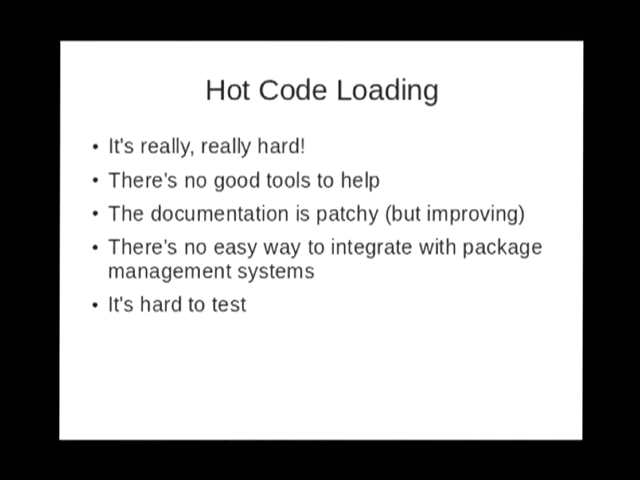 Hot Code Loading
• It's really, really hard!
• There's no good tools to help
• The documentation is patchy (but improving)
• There's no easy way to integrate with package
management systems
• It's hard to test